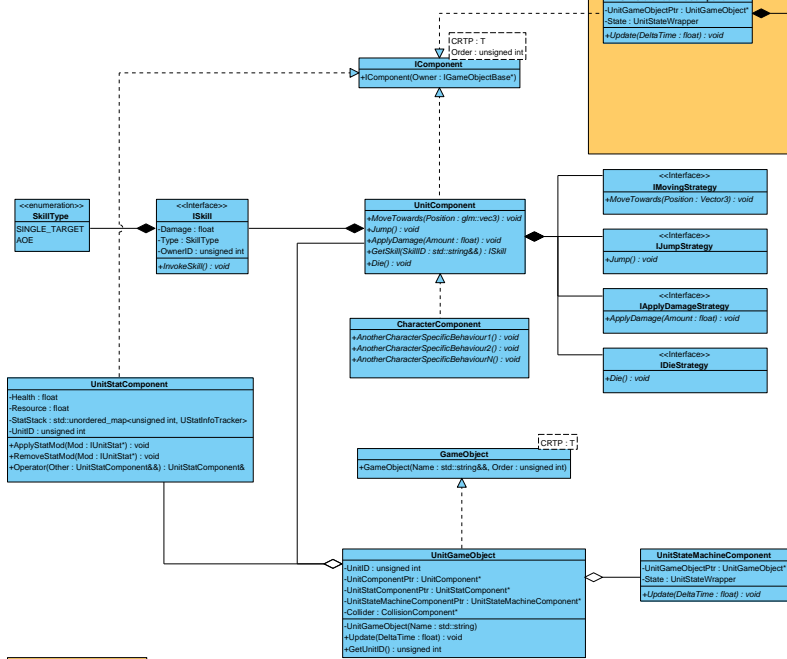 -UnitGameObjectPtr : UnitGameObject*
-State : UnitStateWrapper
+Update(DeltaTime : float) : void
CRTP : T
Order : unsigned int
IComponent
+IComponent(Owner : IGameObjectBase*)
<<enumeration>>
SkillType
SINGLE_TARGET
AOE
<<Interface>>
ISkill
-Damage : float
-Type : SkillType
-OwnerID : unsigned int
+InvokeSkill() : void
UnitComponent
+MoveTowards(Position : glm::vec3) : void
+Jump() : void
+ApplyDamage(Amount : float) : void
+GetSkill(SkillID : std::string&&) : ISkill
+Die() : void
<<Interface>>
IMovingStrategy
+MoveTowards(Position : Vector3) : void
<<Interface>>
IJumpStrategy
+Jump() : void
<<Interface>>
IApplyDamageStrategy
+ApplyDamage(Amount : float) : void
<<Interface>>
IDieStrategy
+Die() : void
CharacterComponent
+AnotherCharacterSpecificBehaviour1() : void
+AnotherCharacterSpecificBehaviour2() : void
+AnotherCharacterSpecificBehaviourN() : void
UnitStatComponent
-Health : float
-Resource : float
-StatStack : std::unordered_map<unsigned int, UStatInfoTracker>
-UnitID : unsigned int
+ApplyStatMod(Mod : IUnitStat*) : void
+RemoveStatMod(Mod : IUnitStat*) : void
+Operator(Other : UnitStatComponent&&) : UnitStatComponent&
CRTP : T
GameObject
+GameObject(Name : std::string&&, Order : unsigned int)
UnitGameObject
-UnitID : unsigned int
-UnitComponentPtr : UnitComponent*
-UnitStatComponentPtr : UnitStatComponent*
-UnitStateMachineComponentPtr : UnitStateMachineComponent*
-Collider : CollisionComponent*
-UnitGameObject(Name : std::string)
+Update(DeltaTime : float) : void
+GetUnitID() : unsigned int
UnitStateMachineComponent
-UnitGameObjectPtr : UnitGameObject*
-State : UnitStateWrapper
+Update(DeltaTime : float) : void